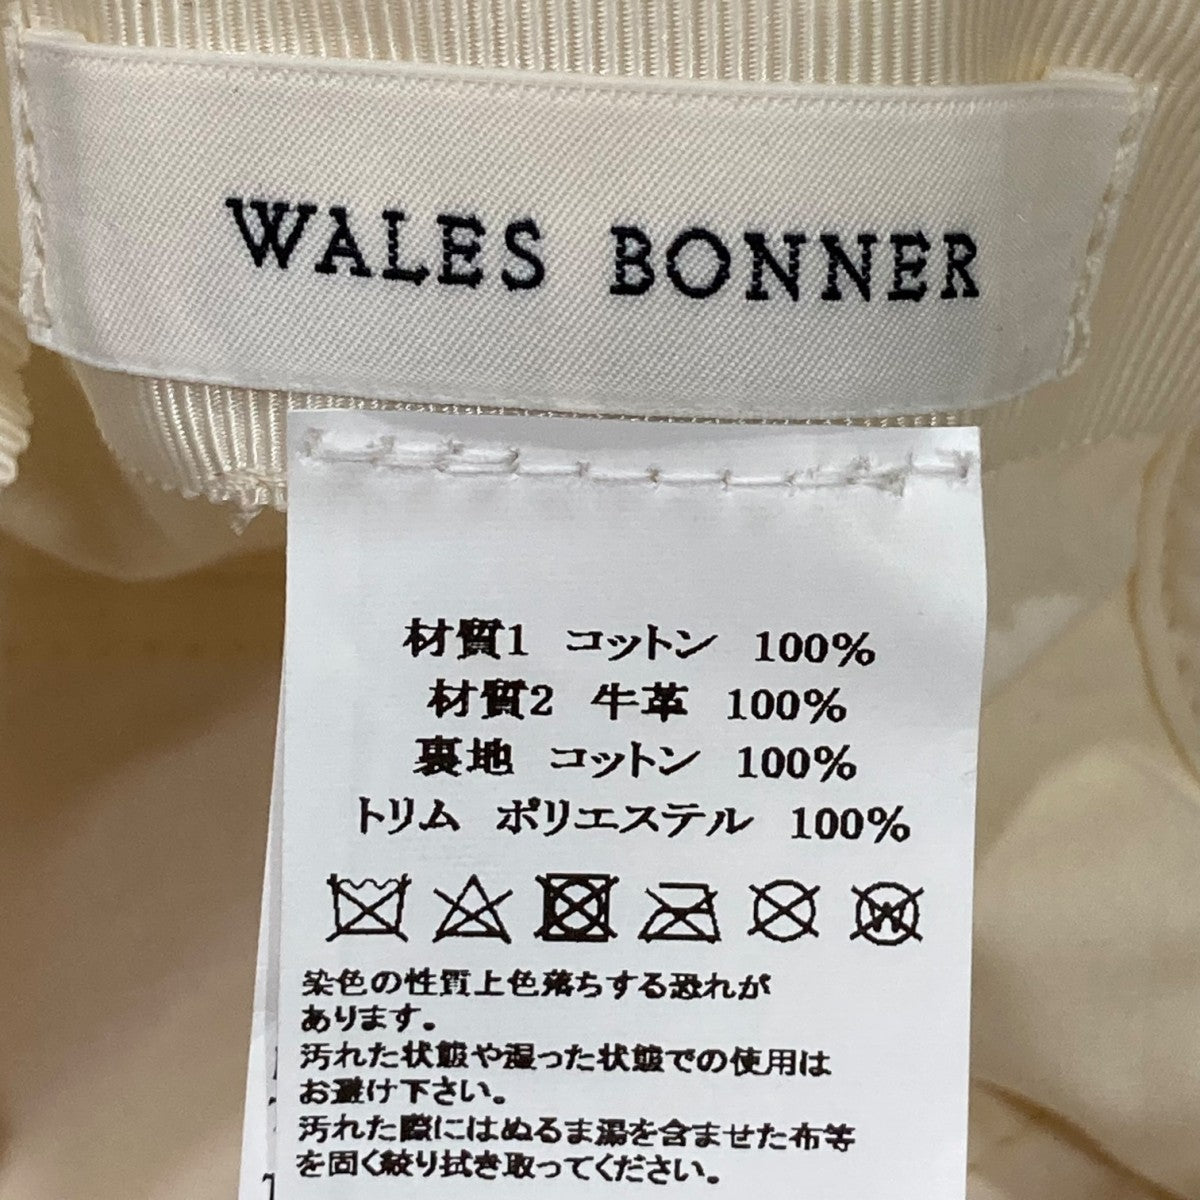 WALES BONNER
材質1 コットン 100%
材質2 牛革 100%
裏地 コットン 100%
トリム ポリエステル 100%
W
染色の性質上色落ちする恐れが
あります。
汚れた状態や湿った状態での使用は
お避け下さい。
汚れた際にはぬるま湯を含ませた布等
を固く絞り拭き取ってください。